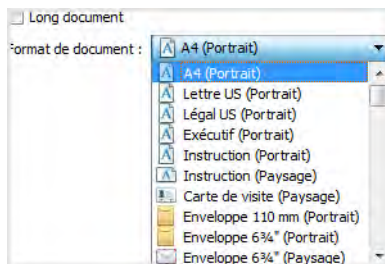 Long document
Format de document : A4 (Portrait)
A4 (Portrait)
Lettre US (Portrait)
Légal US (Portrait)
Exécutif (Portrait)
Instruction (Portrait)
Instruction (Paysage)
Carte de visite (Paysage)
Enveloppe 110 mm (Portrait)
Enveloppe 6¾" (Portrait)
Enveloppe 6¾" (Paysage)